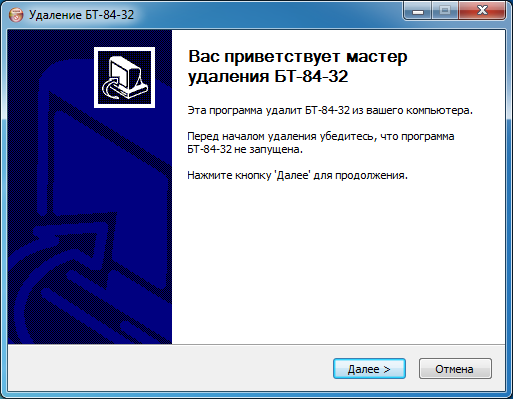 Удаление БТ-84-32
Вас приветствует мастер
удаления БТ-84-32
Эта программа удалит БТ-84-32 из вашего компьютера.
Перед началом удаления убедитесь, что программа
БТ-84-32 не запущена.
Нажмите кнопку 'Далее' для продолжения.
Далее >
Отмена